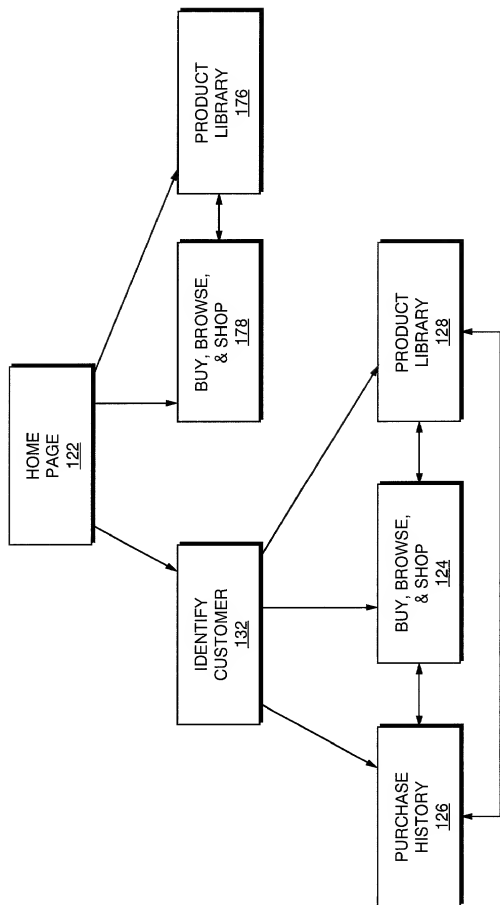 HOME
PAGE
122
IDENTIFY
CUSTOMER
132
BUY, BROWSE,
& SHOP
178
PRODUCT
LIBRARY
176
PURCHASE
HISTORY
126
BUY, BROWSE,
& SHOP
124
PRODUCT
LIBRARY
128